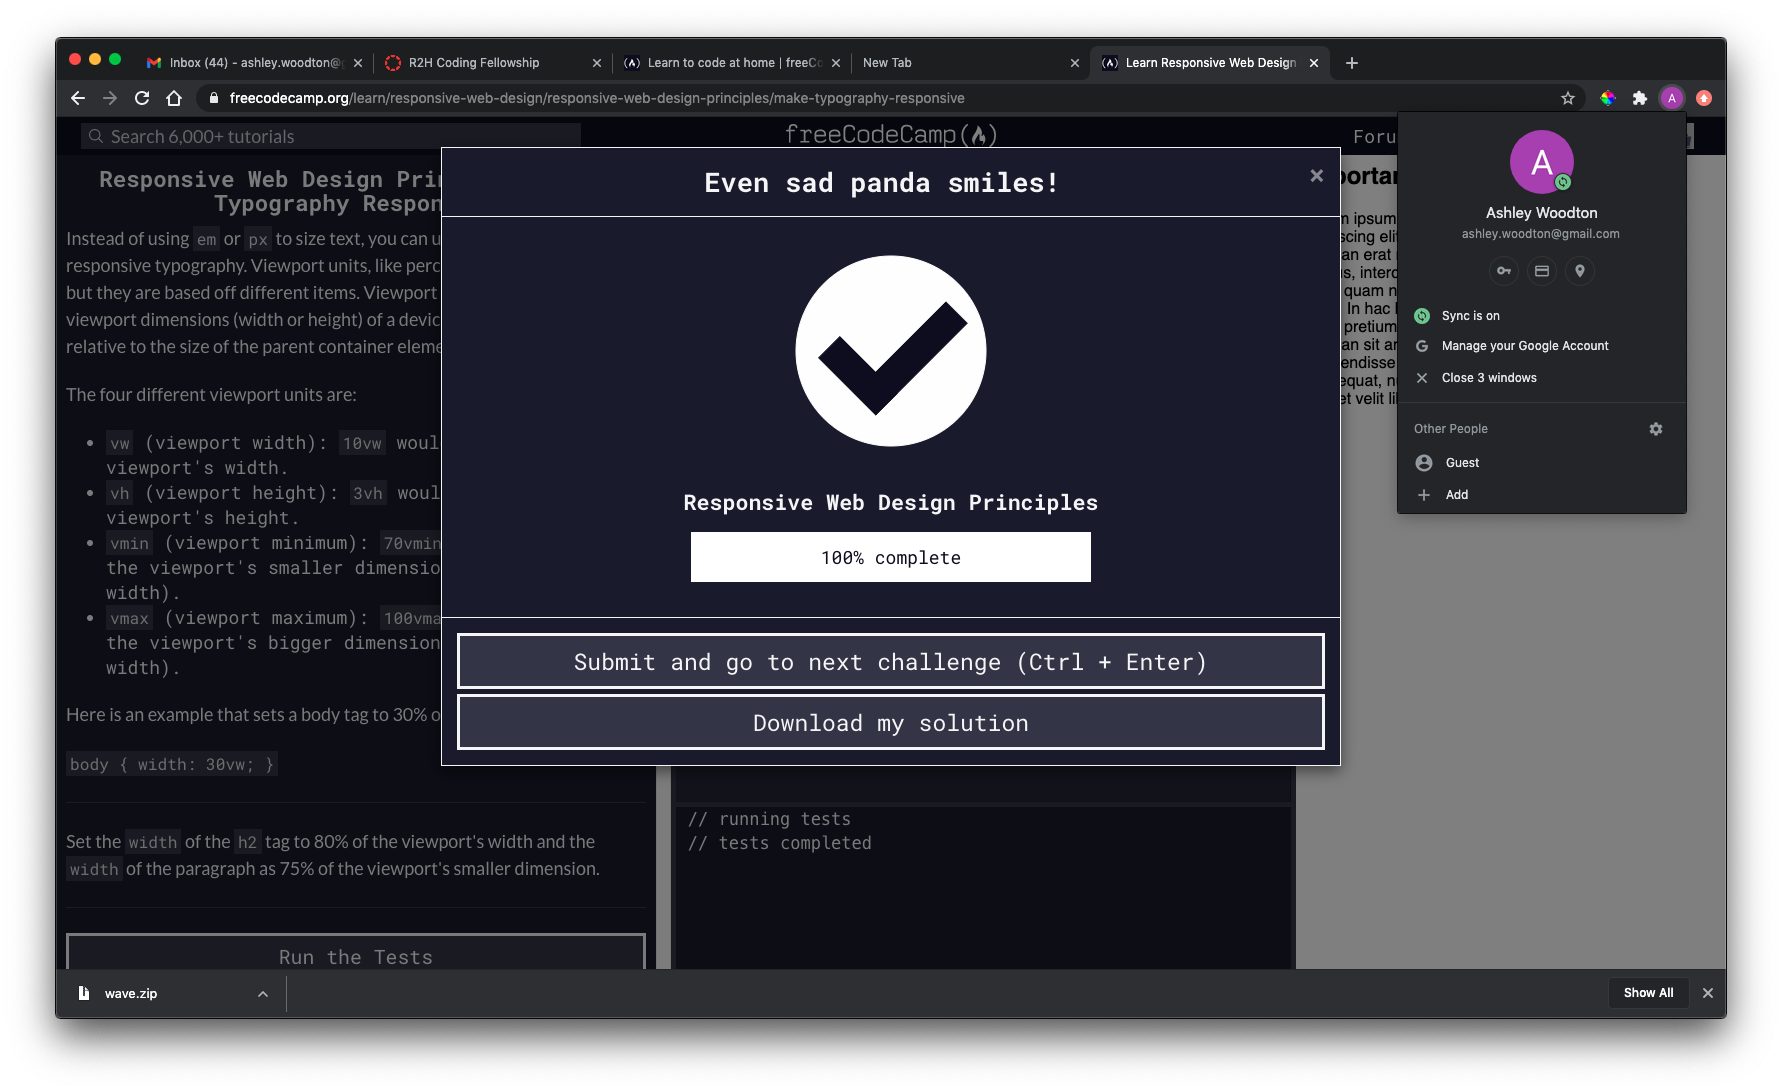 Inbox (44) - ashley.woodton@g
R2H Coding Fellowship
Learn to code at home | freeCo
New Tab
Learn Responsive Web Design
freecodecamp.org/learn/responsive-web-design/responsive-web-design-principles/make-typography-responsive
A
Search 6,000+ tutorials
freeCodeCamp(🔥)
Foru
Responsive Web Design Prin
Typography Respon
Instead of using em or px to size text, you can u
responsive typography. Viewport units, like perc
but they are based off different items. Viewport
viewport dimensions (width or height) of a devic
relative to the size of the parent container eleme
The four different viewport units are:
• vw (viewport width): 10vw woul
viewport's width.
• vh (viewport height): 3vh woul
viewport's height.
• vmin (viewport minimum): 70vmin
the viewport's smaller dimensio
width).
• vmax (viewport maximum): 100vma
the viewport's bigger dimension
width).
Here is an example that sets a body tag to 30% o
body { width: 30vw; }
Set the width of the h2 tag to 80% of the viewport's width and the
width of the paragraph as 75% of the viewport's smaller dimension.
Run the Tests
Even sad panda smiles!
×
Responsive Web Design Principles
100% complete
Submit and go to next challenge (Ctrl + Enter)
Download my solution
// running tests
// tests completed
portan
m ipsum
scing elit
an erat
us, interd
quam n
In hac
pretium
an sit am
endisse
equat, n
et velit li
A
Ashley Woodton
ashley.woodton@gmail.com
Sync is on
G Manage your Google Account
Close 3 windows
Other People
Guest
Add
wave.zip
Show All